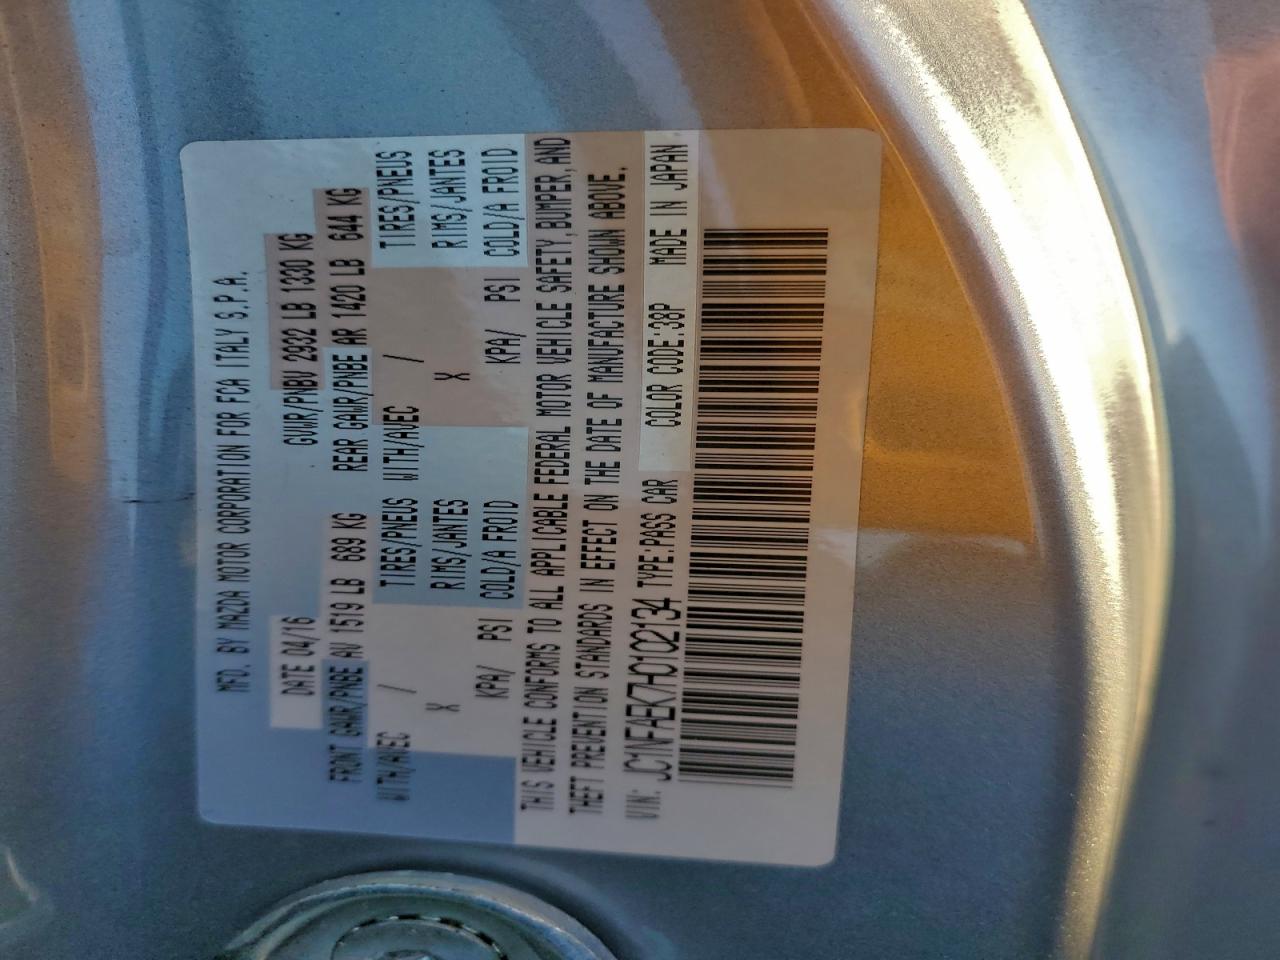 MFD. BY MAZDA MOTOR CORPORATION FOR FCA ITALY S.P.A.
DATE 04/16 GVWR/PNBV 2932 LB 1330 KG
FRONT GAWR/PNBE AV 1519 LB 689 KG REAR GAWR/PNBE AR 1420 LB 644 KG
WITH/AVEC / TIRES/PNEUS WITH/AVEC / TIRES/PNEUS
X RIMS/JANTES X RIMS/JANTES
KPA/ PSI COLD/A FROID KPA/ PSI COLD/A FROID
THIS VEHICLE CONFORMS TO ALL APPLICABLE FEDERAL MOTOR VEHICLE SAFETY, BUMPER, AND
THEFT PREVENTION STANDARDS IN EFFECT ON THE DATE OF MANUFACTURE SHOWN ABOVE.
VIN: JC1NFAEK7H0102134 TYPE:PASS CAR COLOR CODE:38P MADE IN JAPAN